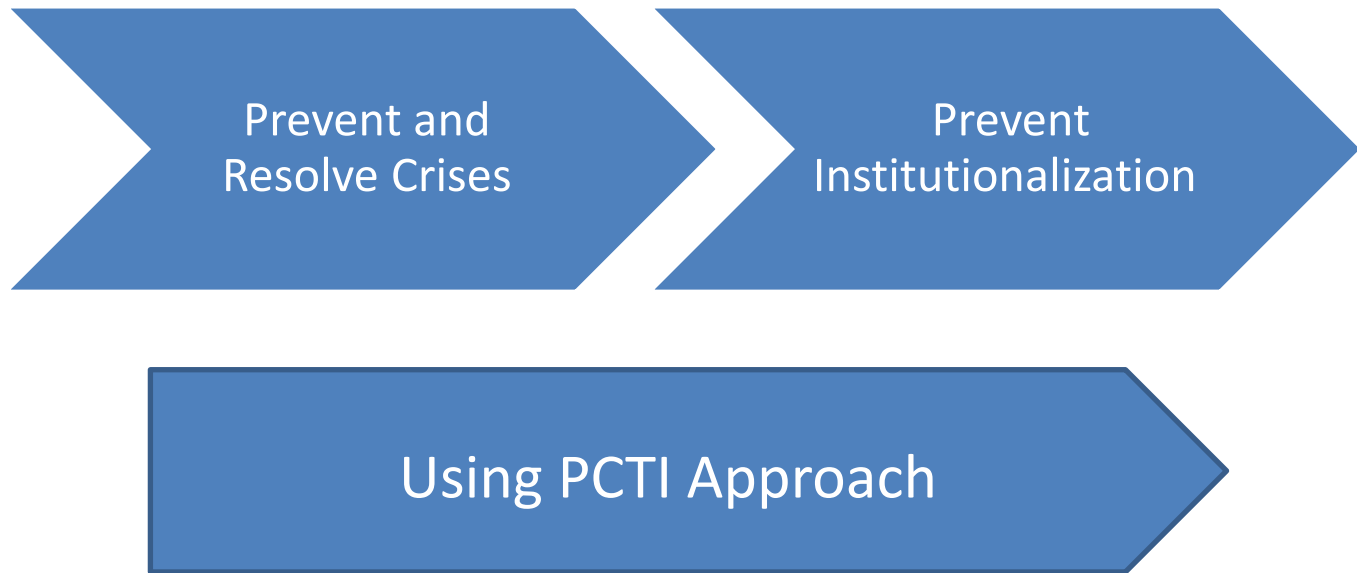 Prevent and
Resolve Crises
Prevent
Institutionalization
Using PCTI Approach